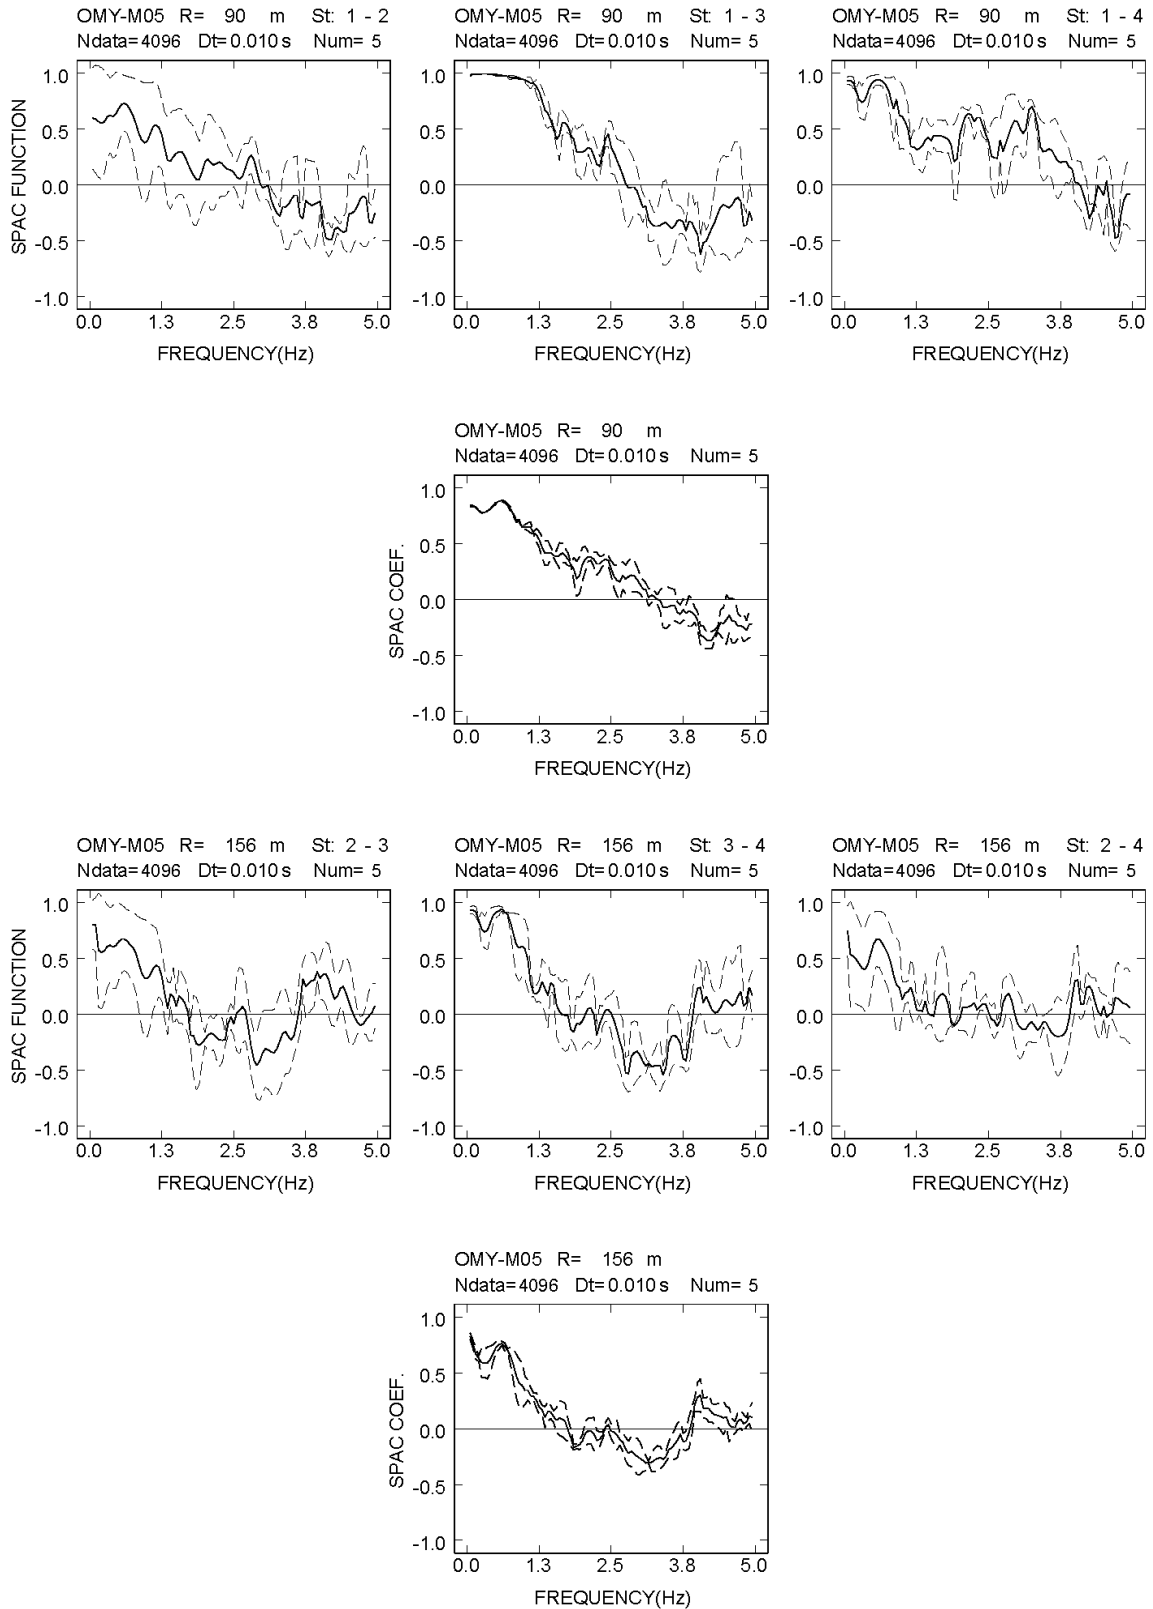 OMY-M05 R= 90 m St: 1 - 2
Ndata=4096 Dt=0.010 s Num= 5
SPAC FUNCTION
1.0
0.5
0.0
-0.5
-1.0
0.0 1.3 2.5 3.8 5.0
FREQUENCY(Hz)
OMY-M05 R= 90 m St: 1 - 3
Ndata=4096 Dt=0.010 s Num= 5
1.0
0.5
0.0
-0.5
-1.0
0.0 1.3 2.5 3.8 5.0
FREQUENCY(Hz)
OMY-M05 R= 90 m St: 1 - 4
Ndata=4096 Dt=0.010 s Num= 5
1.0
0.5
0.0
-0.5
-1.0
0.0 1.3 2.5 3.8 5.0
FREQUENCY(Hz)
OMY-M05 R= 90 m
Ndata=4096 Dt=0.010 s Num= 5
SPAC COEF.
1.0
0.5
0.0
-0.5
-1.0
0.0 1.3 2.5 3.8 5.0
FREQUENCY(Hz)
OMY-M05 R= 156 m St: 2 - 3
Ndata=4096 Dt=0.010 s Num= 5
SPAC FUNCTION
1.0
0.5
0.0
-0.5
-1.0
0.0 1.3 2.5 3.8 5.0
FREQUENCY(Hz)
OMY-M05 R= 156 m St: 3 - 4
Ndata=4096 Dt=0.010 s Num= 5
1.0
0.5
0.0
-0.5
-1.0
0.0 1.3 2.5 3.8 5.0
FREQUENCY(Hz)
OMY-M05 R= 156 m St: 2 - 4
Ndata=4096 Dt=0.010 s Num= 5
1.0
0.5
0.0
-0.5
-1.0
0.0 1.3 2.5 3.8 5.0
FREQUENCY(Hz)
OMY-M05 R= 156 m
Ndata=4096 Dt=0.010 s Num= 5
SPAC COEF.
1.0
0.5
0.0
-0.5
-1.0
0.0 1.3 2.5 3.8 5.0
FREQUENCY(Hz)